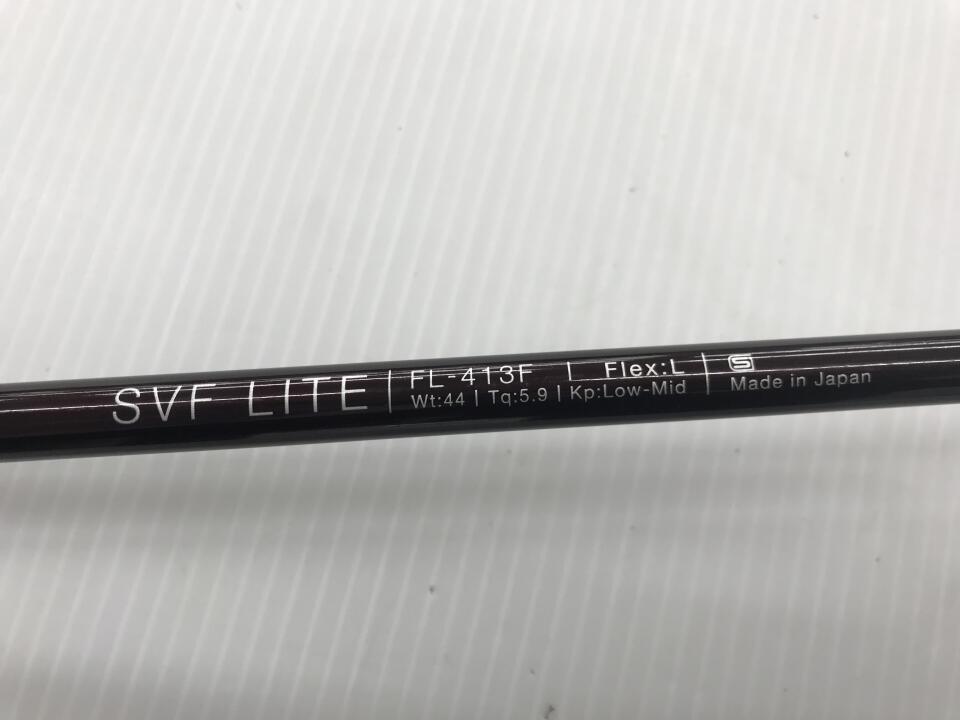 SVF LITE | FL-413F | Flex:L | S
Wt:44 | Tq:5.9 | Kp:Low-Mid | Made in Japan